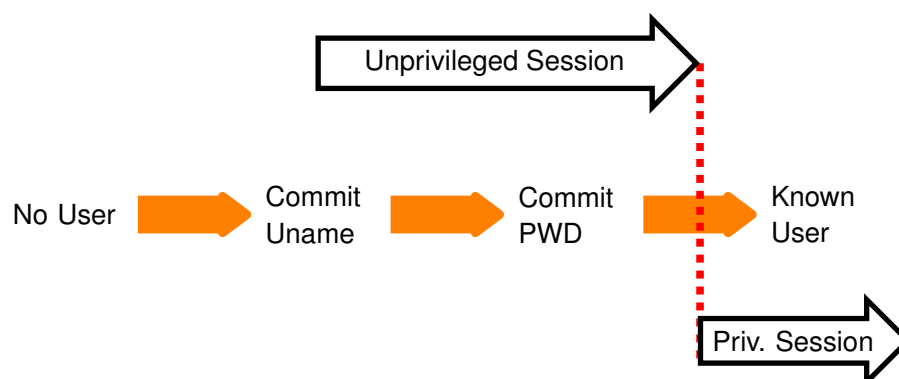 Unprivileged Session
No User
Commit
Uname
Commit
PWD
Known
User
Priv. Session